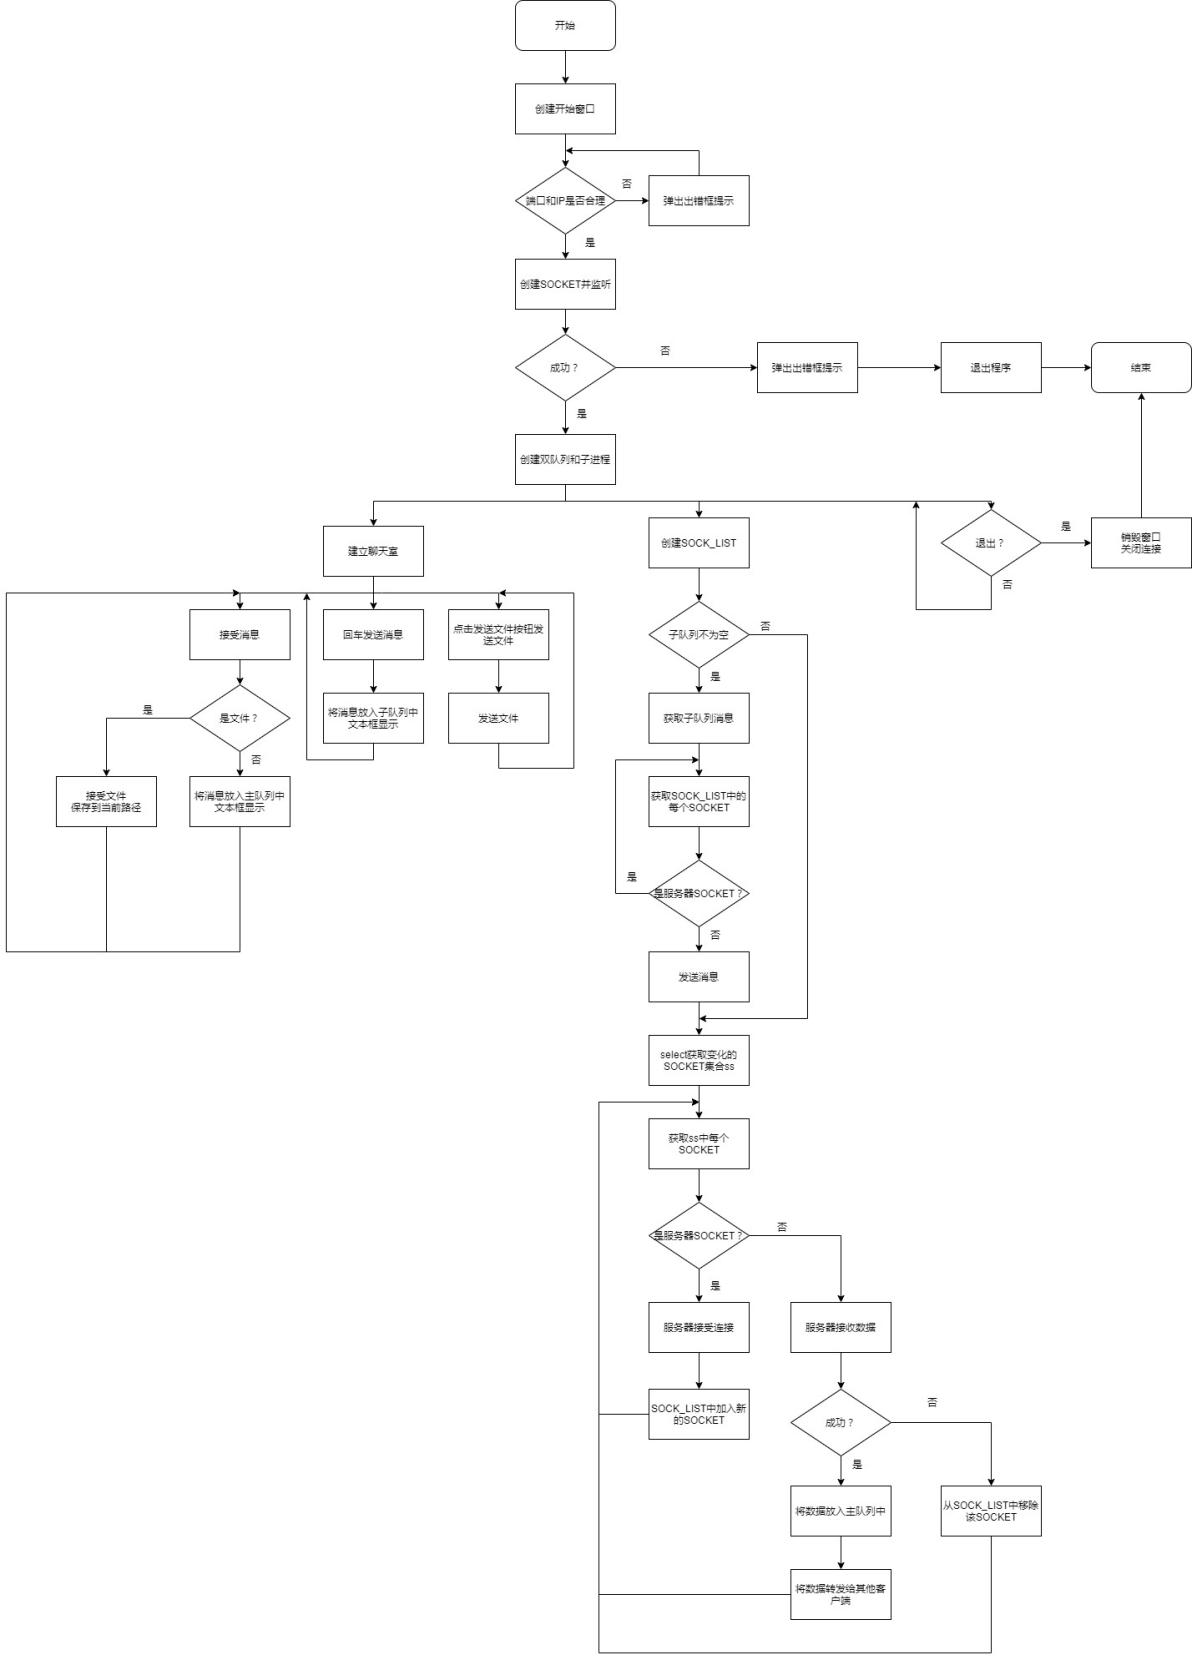 开始
创建开始窗口
端口和IP是否合理
否
弹出出错框提示
是
创建SOCKET并监听
成功？
否
弹出出错框提示
退出程序
结束
是
创建双队列和子进程
建立聊天室
创建SOCK_LIST
退出？
是
销毁窗口
关闭连接
否
接受消息
回车发送消息
点击发送文件按钮发
送文件
子队列不为空
否
是
是文件？
是
否
将消息放入子队列中
文本框显示
发送文件
获取子队列消息
接受文件
保存到当前路径
将消息放入主队列中
文本框显示
获取SOCK_LIST中的
每个SOCKET
是
是服务器SOCKET？
否
发送消息
select获取变化的
SOCKET集合ss
获取ss中每个
SOCKET
是服务器SOCKET？
否
是
服务器接受连接
服务器接收数据
SOCK_LIST中加入新
的SOCKET
成功？
否
是
将数据放入主队列中
从SOCK_LIST中移除
该SOCKET
将数据转发给其他客
户端